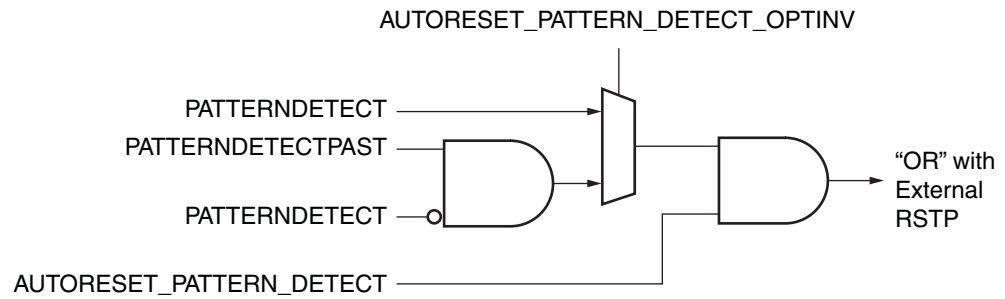 AUTORESET_PATTERN_DETECT_OPTINV
PATTERNDETECT
PATTERNDETECTPAST
PATTERNDETECT
AUTORESET_PATTERN_DETECT
“OR” with
External
RSTP